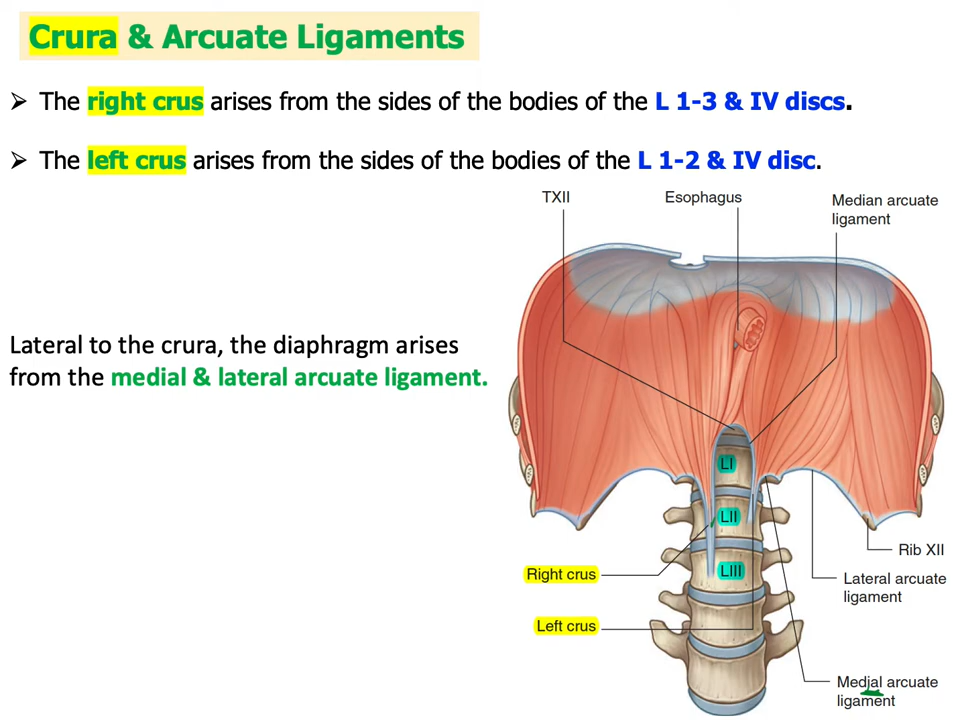 Crura & Arcuate Ligaments
➢ The right crus arises from the sides of the bodies of the L 1-3 & IV discs.
➢ The left crus arises from the sides of the bodies of the L 1-2 & IV disc.
TXII
Esophagus
Median arcuate
ligament
Lateral to the crura, the diaphragm arises
from the medial & lateral arcuate ligament.
LI
LII
LIII
Right crus
Left crus
Rib XII
Lateral arcuate
ligament
Medial arcuate
ligament